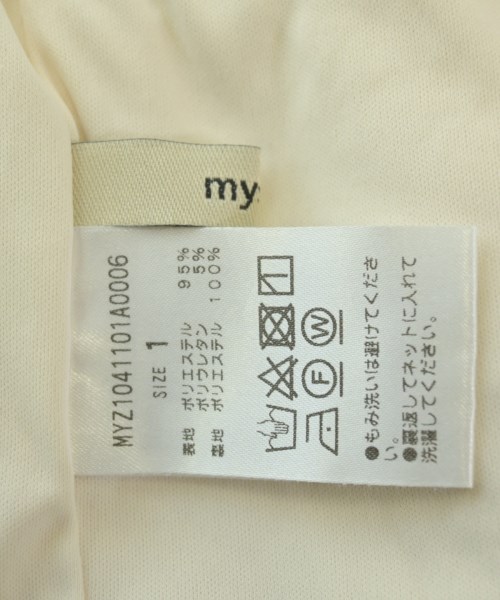 my
MYZ1041101A0006
SIZE 1
表地 ポリエステル 95%
ポリウレタン 5%
裏地 ポリエステル 100%
W
F
●もみ洗いは避けてくださ
い。
●裏返してネットに入れて
洗濯してください。